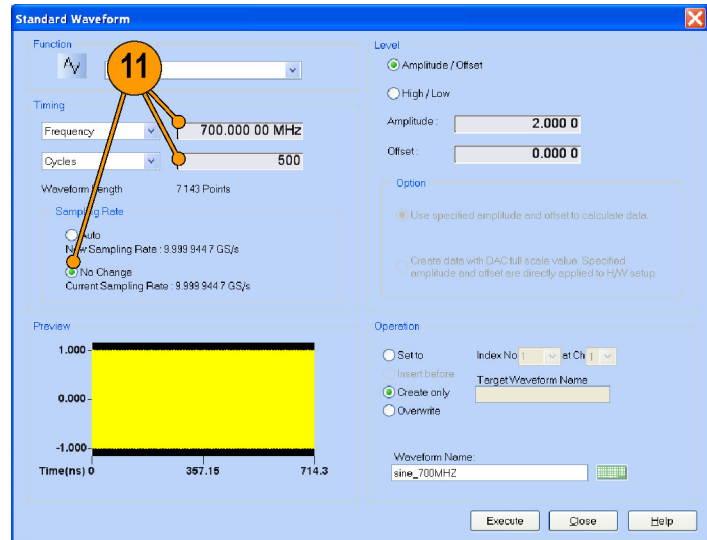 Standard Waveform
Function
11
Timing
Frequency 700.000 00 MHz
Cycles 500
Waveform Length 7 143 Points
Sampling Rate
Auto
New Sampling Rate : 9.999 944 7 GS/s
No Change
Current Sampling Rate : 9.999 944 7 GS/s
Level
Amplitude / Offset
High / Low
Amplitude : 2.000 0
Offset : 0.000 0
Option
Use specified amplitude and offset to calculate data.
Create data with DAC full scale value. Specified
amplitude and offset are directly applied to H/W setup
Preview
1.000
0.000
-1.000
Time(ns) 0 357.15 714.3
Operation
Set to Index No 1 at Ch 1
Insert before Target Waveform Name
Create only
Overwrite
Waveform Name:
sine_700MHZ
Execute Close Help